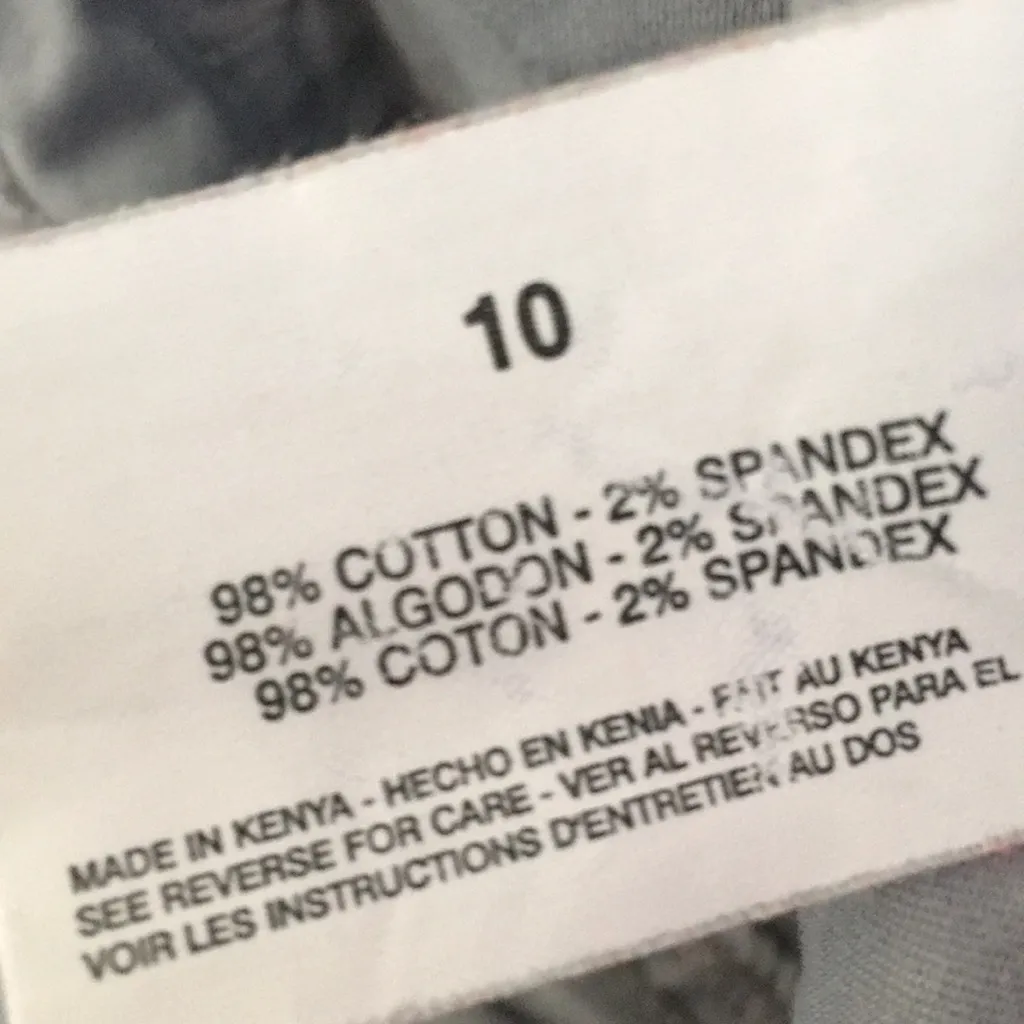 10
98% COTTON - 2% SPANDEX
98% ALGODON - 2% SPANDEX
98% COTON - 2% SPANDEX
MADE IN KENYA - HECHO EN KENIA - FAIT AU KENYA
SEE REVERSE FOR CARE - VER AL REVERSO PARA EL
VOIR LES INSTRUCTIONS D'ENTRETIEN AU DOS